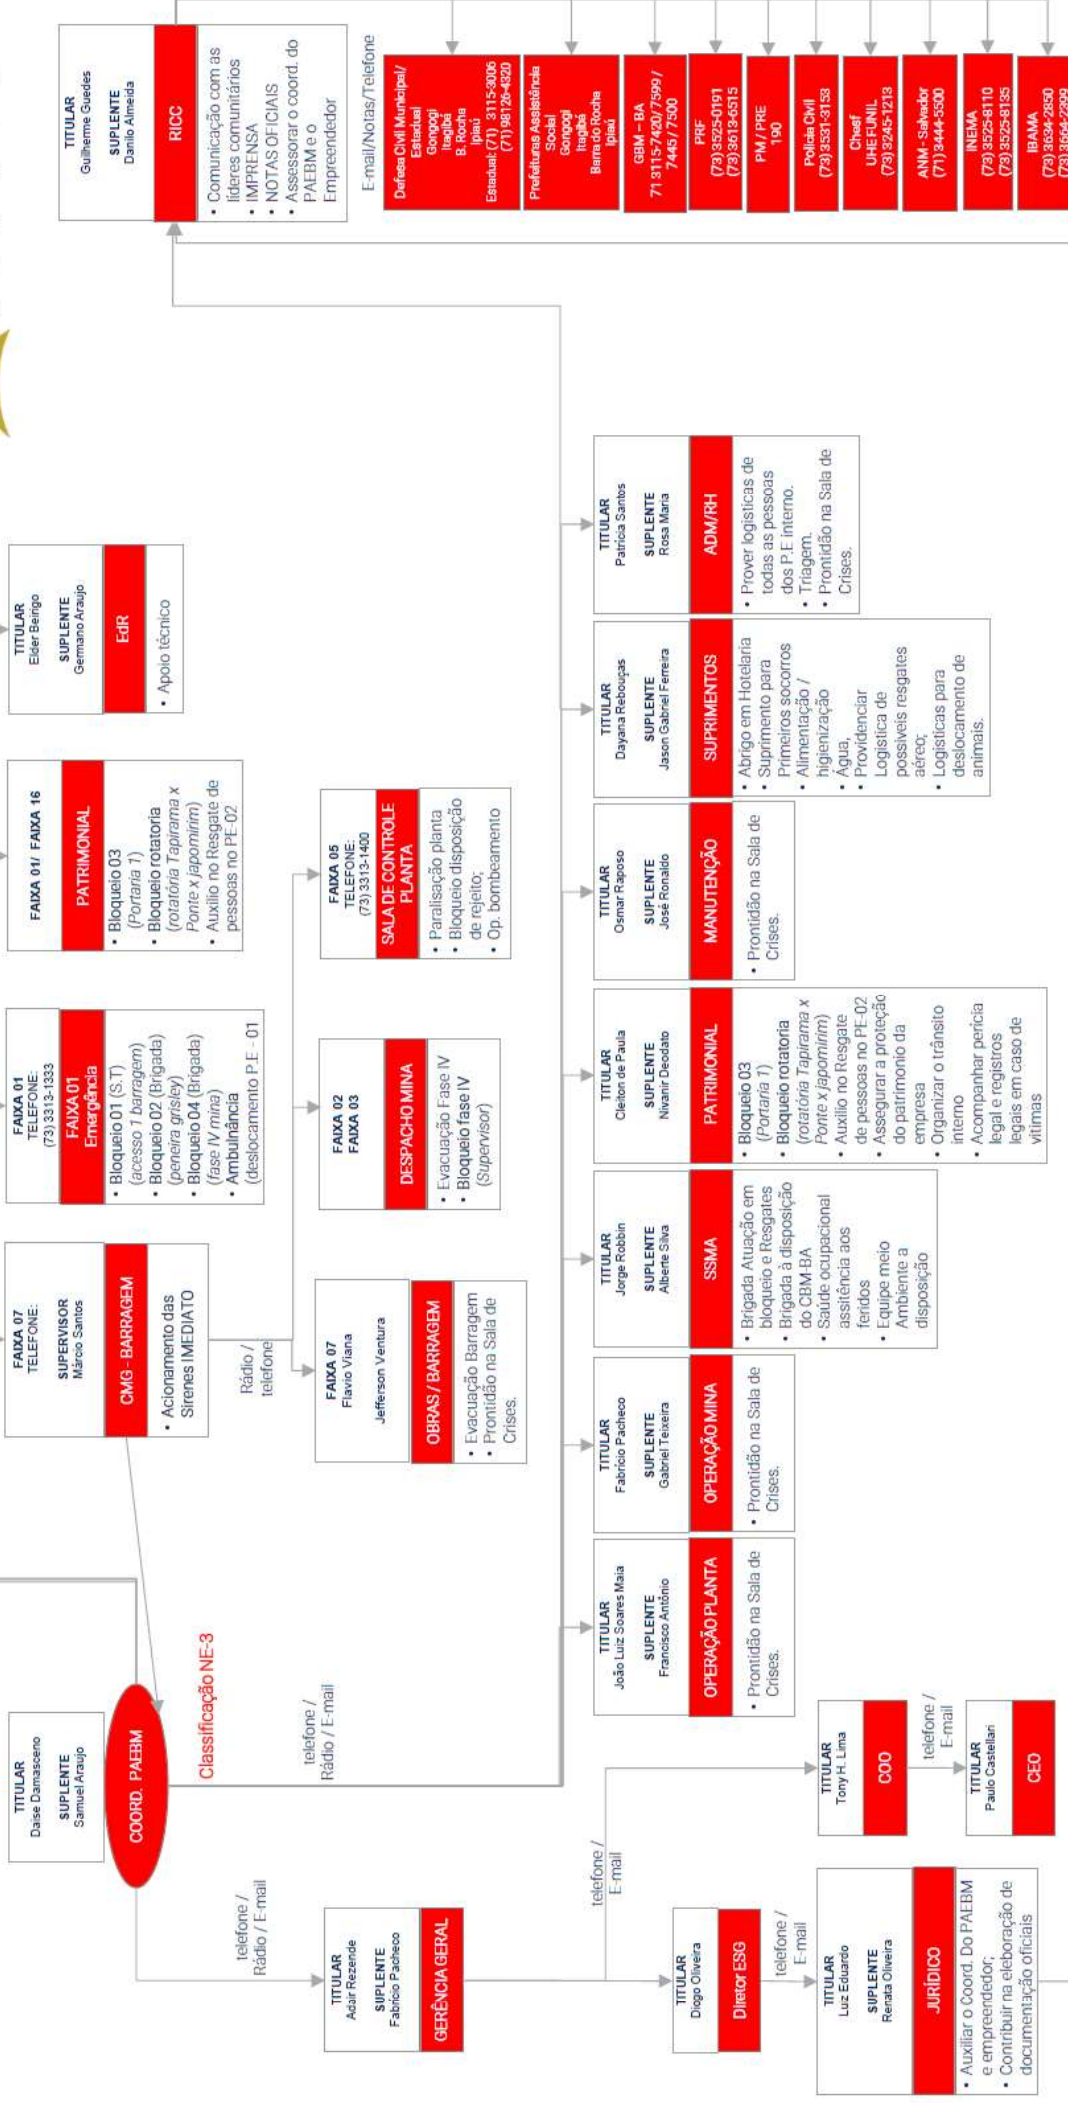 TITULAR
Daise Damasceno
SUPLENTE
Samuel Araujo
COORD. PAEBM
Classificação NE-3
telefone /
Rádio / E-mail
telefone /
Rádio / E-mail
FAIXA 07
TELEFONE:
SUPERVISOR
Márcio Santos
CMG - BARRAGEM
• Acionamento das
Sirenes IMEDIATO
Rádio /
telefone
FAIXA 01
TELEFONE:
(73) 3313-1333
FAIXA 01
Emergência
• Bloqueio 01 (S.T)
(acesso 1 barragem)
• Bloqueio 02 (Brigada)
(peneira grisley)
• Bloqueio 04 (Brigada)
(fase IV mina)
• Ambulnância
(deslocamento P.E - 01
FAIXA 01/ FAIXA 16
PATRIMONIAL
• Bloqueio 03
(Portaria 1)
• Bloqueio rotatoria
(rotatória Tapirama x
Ponte x japomirim)
• Auxílio no Resgate de
pessoas no PE-02
TITULAR
Elder Beirigo
SUPLENTE
Germano Araujo
EdR
• Apoio técnico
TITULAR
Guilherme Guedes
SUPLENTE
Danilo Almeida
RICC
• Comunicação com as
líderes comunitários
• IMPRENSA
• NOTAS OFICIAIS
• Assessorar o coord. do
PAEBM e o
Empreendedor
E-mail/Notas/Telefone
Defesa Civil Municipal/
Estadual
Gongogi
Itagibá
B. Rocha
Ipiaú
Estadual: (71) 3115-3006
(71) 98126-4320
Prefeituras Assistência
Social
Gongogi
Itagibá
Barra do Rocha
Ipiaú
GBM – BA
71 3115-7420/ 7599 /
7445 / 7500
PRF
(73) 3525-0191
(73) 3613-6515
PM / PRE
190
Polícia Civil
(73) 3531-3153
Chesf
UHE FUNIL
(73) 3245-1213
ANM - Salvador
(71) 3444-5500
INEMA
(73) 3525-8110
(73) 3525-8135
IBAMA
(73) 3634-2850
(73) 3654-2399
FAIXA 07
Flavio Viana
Jefferson Ventura
OBRAS / BARRAGEM
• Evacuação Barragem
• Prontidão na Sala de
Crises.
FAIXA 02
FAIXA 03
DESPACHO MINA
• Evacuação Fase IV
• Bloqueio fase IV
(Supervisor)
FAIXA 05
TELEFONE:
(73) 3313-1400
SALA DE CONTROLE
PLANTA
• Paralisação planta
• Bloqueio disposição
de rejeito;
• Op. bombeamento
TITULAR
Adair Rezende
SUPLENTE
Fabrício Pacheco
GERÊNCIA GERAL
telefone /
E-mail
TITULAR
João Luiz Soares Maia
SUPLENTE
Francisco Antônio
OPERAÇÃO PLANTA
• Prontidão na Sala de
Crises.
TITULAR
Fabrício Pacheco
SUPLENTE
Gabriel Teixeira
OPERAÇÃO MINA
• Prontidão na Sala de
Crises.
TITULAR
Jorge Robbin
SUPLENTE
Alberte Silva
SSMA
• Brigada Atuação em
bloqueio e Resgates
• Brigada à disposição
do CBM-BA
• Saúde ocupacional
assitência aos
feridos
• Equipe meio
Ambiente a
disposição
TITULAR
Cleiton de Paula
SUPLENTE
Nivanir Deodato
PATRIMONIAL
• Bloqueio 03
(Portaria 1)
• Bloqueio rotatoria
(rotatória Tapirama x
Ponte x japomirim)
• Auxílio no Resgate
de pessoas no PE-02
• Assegurar a proteção
do patrimonio da
empresa
• Organizar o trânsito
interno
• Acompanhar pericia
legal e registros
legais em caso de
vítimas
TITULAR
Osmar Raposo
SUPLENTE
José Ronaldo
MANUTENÇÃO
• Prontidão na Sala de
Crises.
TITULAR
Dayana Rebouças
SUPLENTE
Jason Gabriel Ferreira
SUPRIMENTOS
• Abrigo em Hotelaria
• Suprimento para
Primeiros socorros
• Alimentação /
higienização
• Água,
• Providenciar
Logistica de
possíveis resgates
aéreo;
• Logísticas para
deslocamento de
animais.
TITULAR
Patrícia Santos
SUPLENTE
Rosa Maria
ADM/RH
• Prover logísticas de
todas as pessoas
dos P.E interno.
• Triagem.
• Prontidão na Sala de
Crises.
TITULAR
Diogo Oliveira
Diretor ESG
telefone /
E-mail
TITULAR
Tony H. Lima
COO
telefone /
E-mail
TITULAR
Paulo Castellari
CEO
TITULAR
Luz Eduardo
SUPLENTE
Renata Oliveira
JURÍDICO
• Auxiliar o Coord. Do PAEBM
e empreendedor;
• Contribuir na eleboração de
documentação oficiais